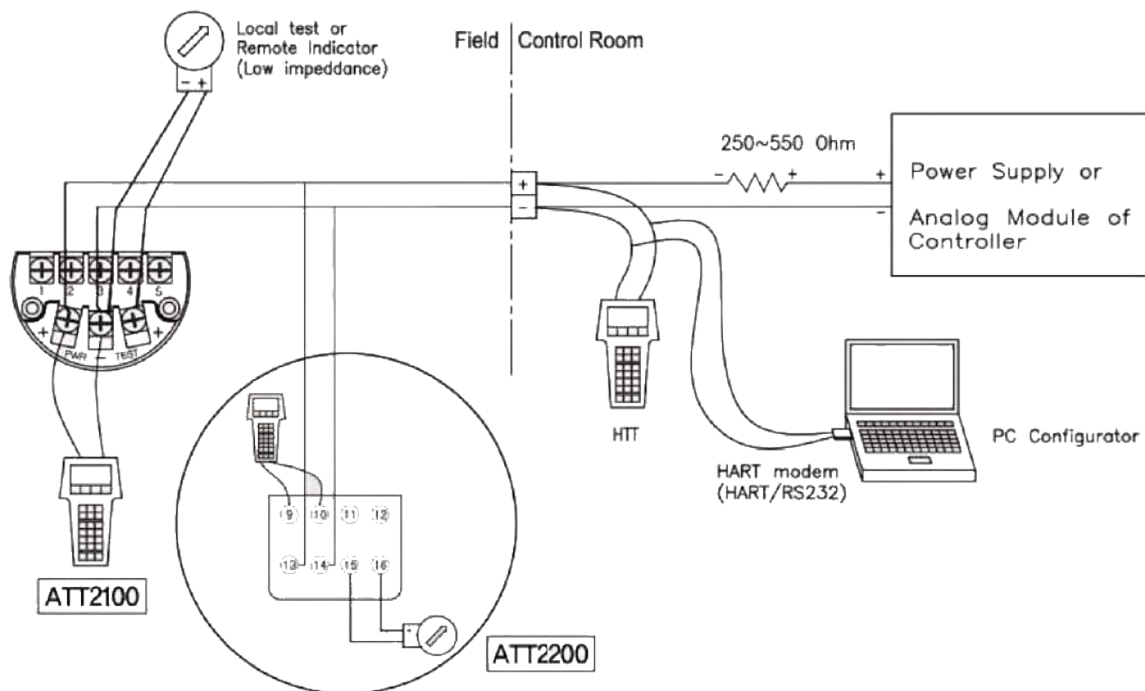 Local test or
Remote Indicator
(Low impeddance)
Field
Control Room
- +
250~550 Ohm
- +
+
-
+
-
Power Supply or
Analog Module of
Controller
1 2 3 4 5
+ PWR - TEST +
HTT
PC Configurator
HART modem
(HART/RS232)
ATT2100
9 10 11 12
13 14 15 16
ATT2200